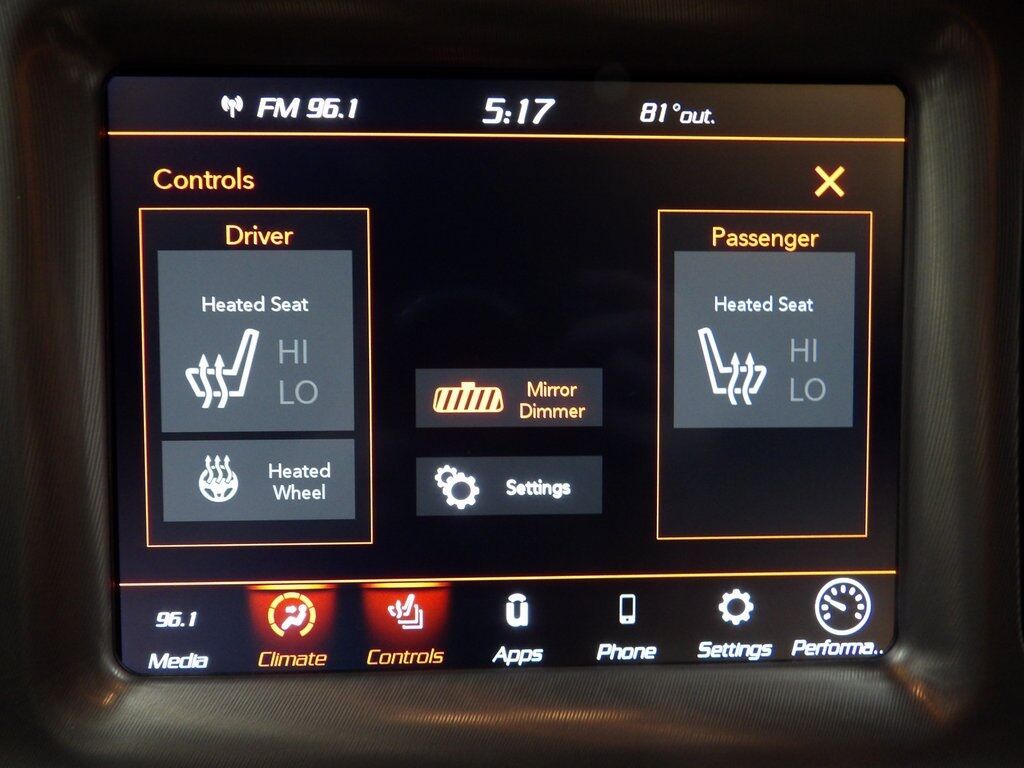 FM 96.1 5:17 81°out.
Controls
Driver
Heated Seat
HI
LO
Heated
Wheel
Mirror
Dimmer
Settings
Passenger
Heated Seat
HI
LO
96.1
Media Climate Controls Apps Phone Settings Performa..